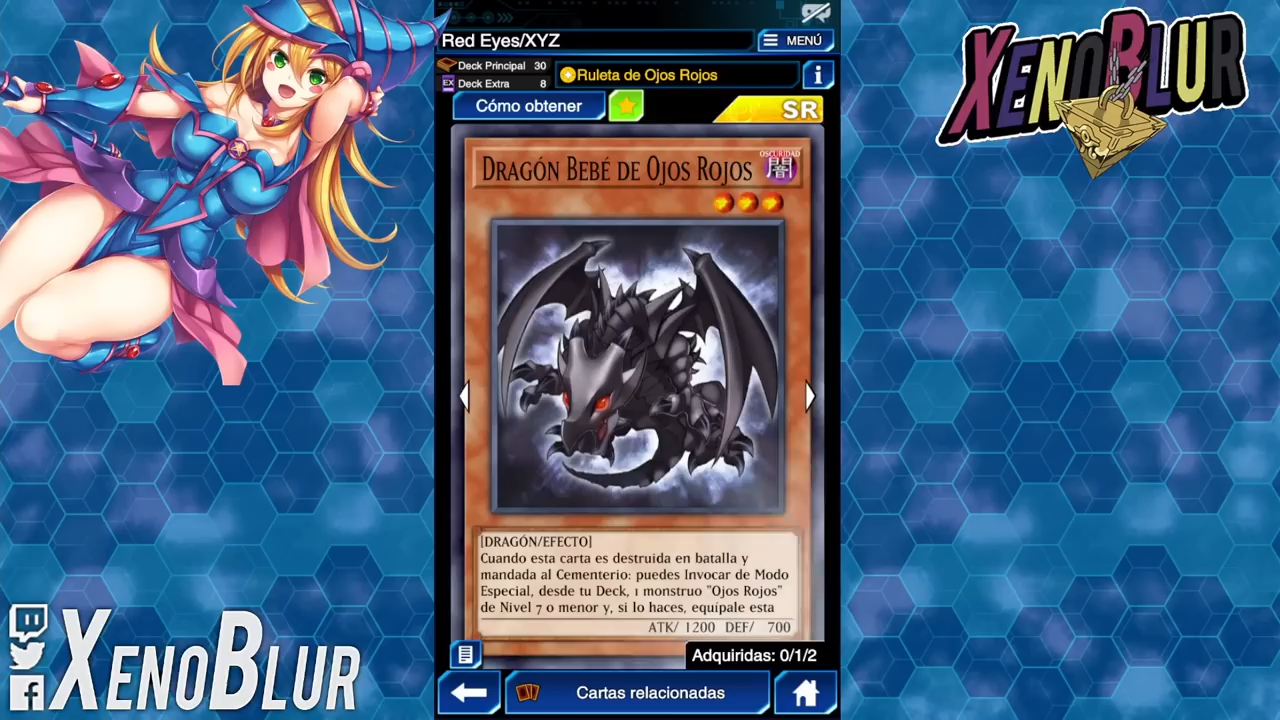 Red Eyes/XYZ
MENÚ
Deck Principal 30
EX Deck Extra 8
Ruleta de Ojos Rojos
i
Cómo obtener
SR
XENOBLUR
DRAGÓN BEBÉ DE OJOS ROJOS
OSCURIDAD
闇
[DRAGÓN/EFECTO]
Cuando esta carta es destruida en batalla y
mandada al Cementerio: puedes Invocar de Modo
Especial, desde tu Deck, 1 monstruo "Ojos Rojos"
de Nivel 7 o menor y, si lo haces, equípale esta
ATK/ 1200 DEF/ 700
Adquiridas: 0/1/2
Cartas relacionadas
XENOBLUR